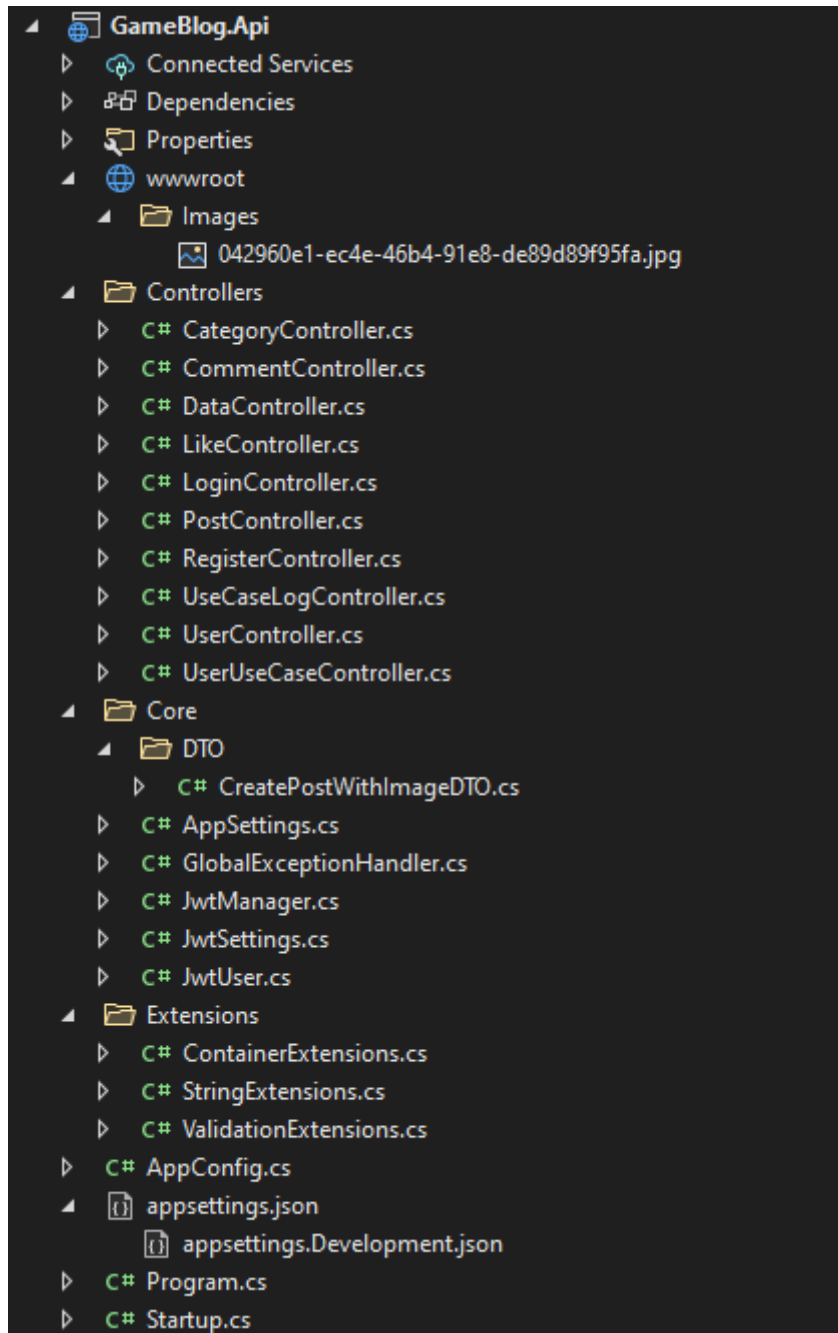 GameBlog.Api
Connected Services
Dependencies
Properties
wwwroot
Images
042960e1-ec4e-46b4-91e8-de89d89f95fa.jpg
Controllers
C# CategoryController.cs
C# CommentController.cs
C# DataController.cs
C# LikeController.cs
C# LoginController.cs
C# PostController.cs
C# RegisterController.cs
C# UseCaseLogController.cs
C# UserController.cs
C# UserUseCaseController.cs
Core
DTO
C# CreatePostWithImageDTO.cs
C# AppSettings.cs
C# GlobalExceptionHandler.cs
C# JwtManager.cs
C# JwtSettings.cs
C# JwtUser.cs
Extensions
C# ContainerExtensions.cs
C# StringExtensions.cs
C# ValidationExtensions.cs
C# AppConfig.cs
appsettings.json
appsettings.Development.json
C# Program.cs
C# Startup.cs